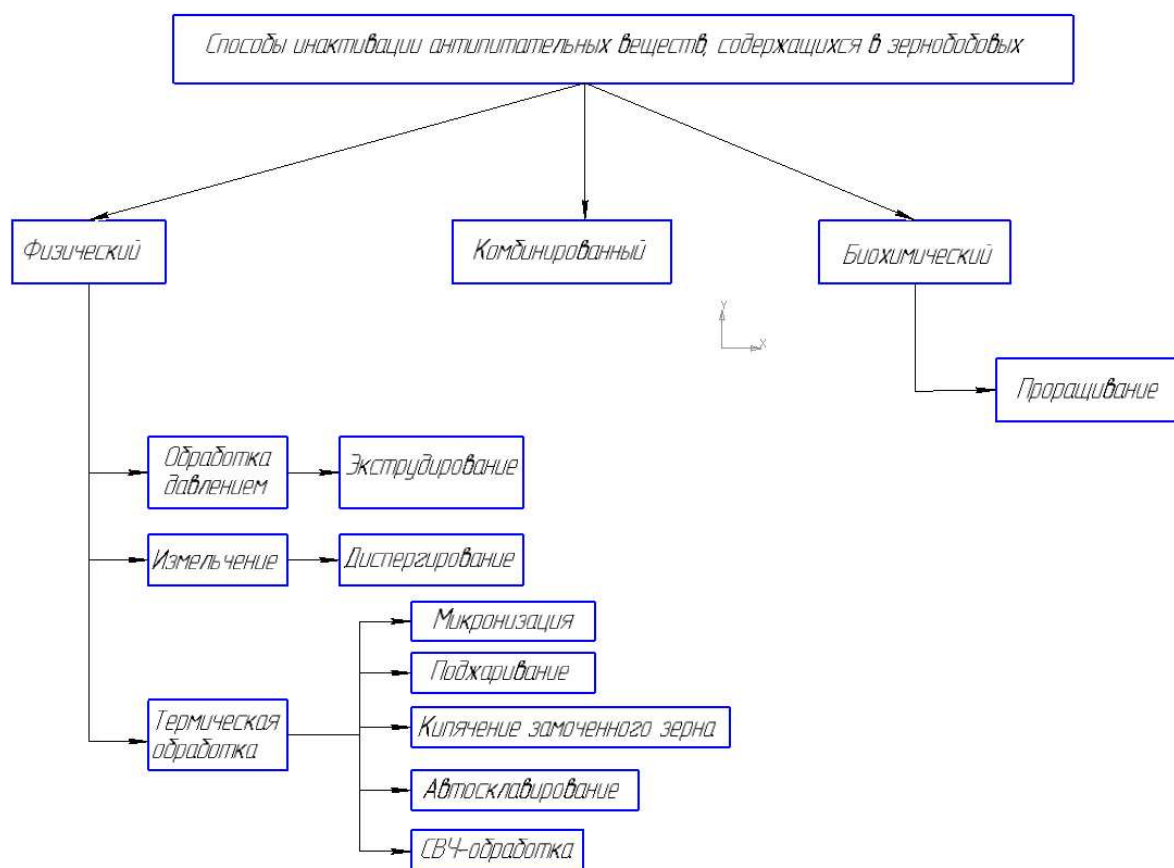 Способы инактивации антипитательных веществ, содержащихся в зернобобовых
Физический
Комбинированный
Биохимический
Y
X
Проращивание
Обработка
давлением
Экструдирование
Измельчение
Диспергирование
Микронизация
Поджаривание
Термическая
обработка
Кипячение замоченного зерна
Автосклавирование
СВЧ-обработка